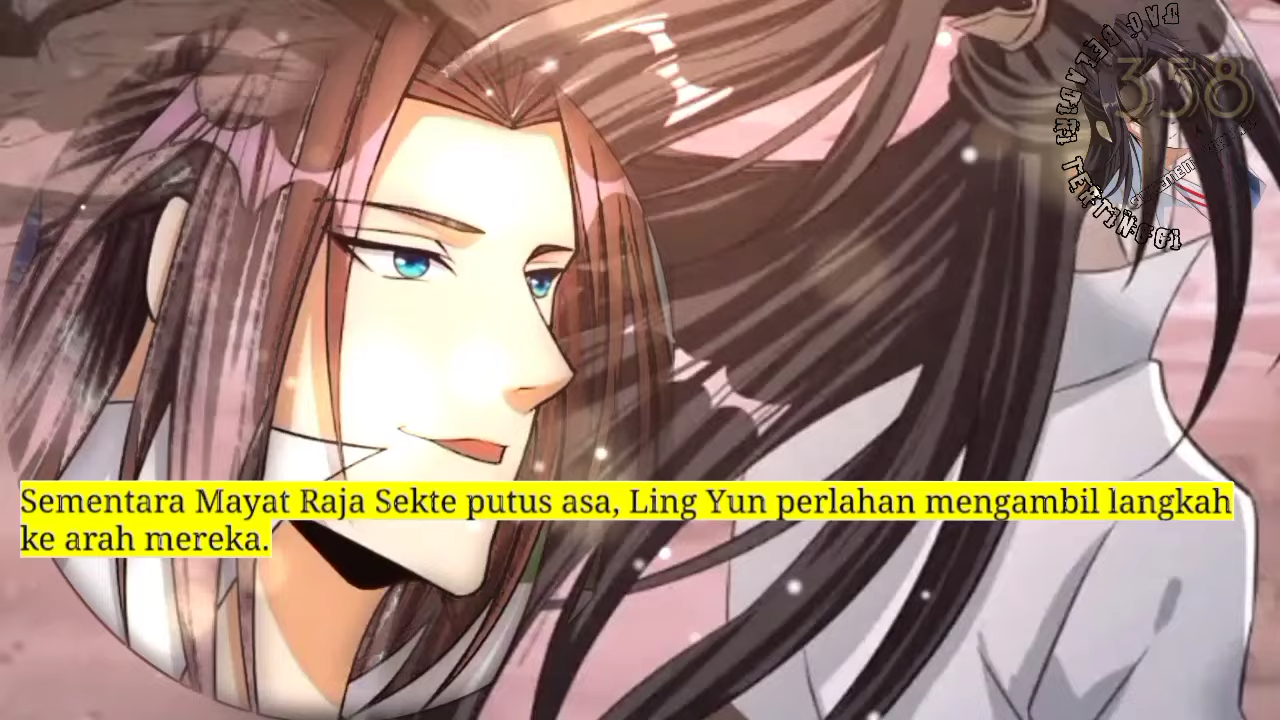 358
Sementara Mayat Raja Sekte putus asa, Ling Yun perlahan mengambil langkah
ke arah mereka.